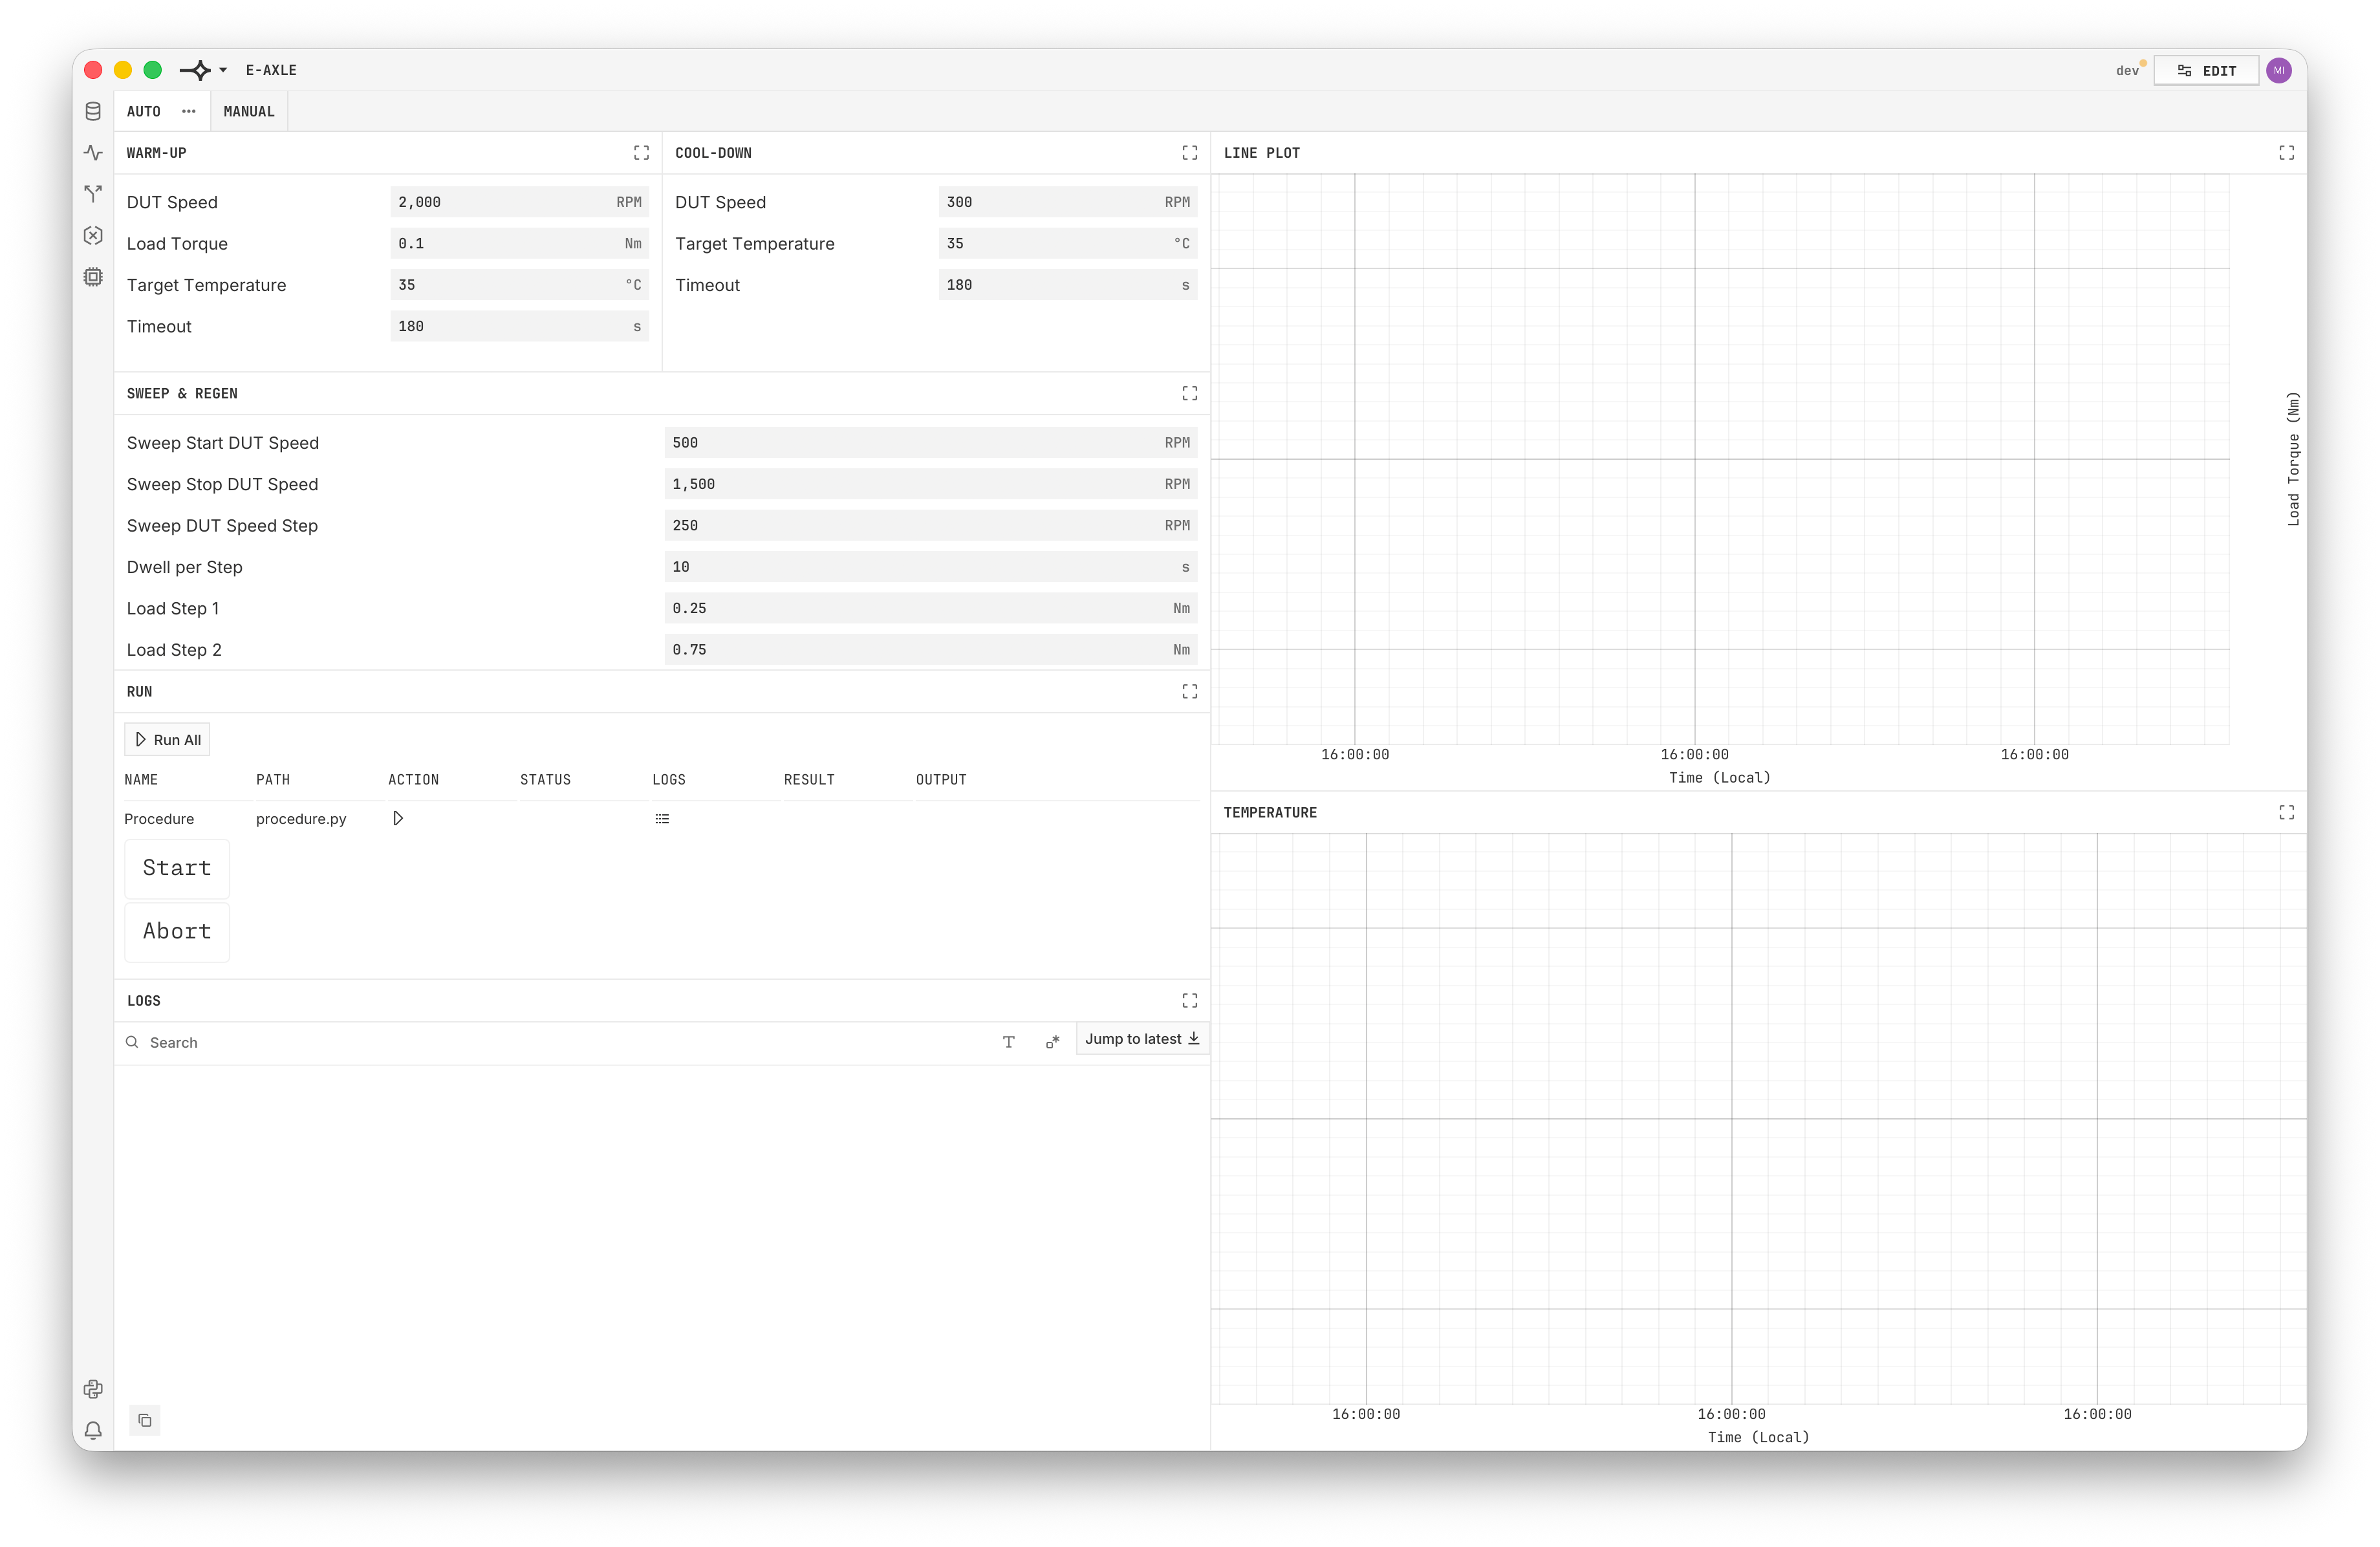 E-AXLE
dev
EDIT
MI
AUTO
MANUAL
WARM-UP
DUT Speed 2,000 RPM
Load Torque 0.1 Nm
Target Temperature 35 °C
Timeout 180 s
COOL-DOWN
DUT Speed 300 RPM
Target Temperature 35 °C
Timeout 180 s
SWEEP & REGEN
Sweep Start DUT Speed 500 RPM
Sweep Stop DUT Speed 1,500 RPM
Sweep DUT Speed Step 250 RPM
Dwell per Step 10 s
Load Step 1 0.25 Nm
Load Step 2 0.75 Nm
RUN
Run All
NAME PATH ACTION STATUS LOGS RESULT OUTPUT
Procedure procedure.py
Start
Abort
LOGS
Search
Jump to latest
LINE PLOT
Load Torque (Nm)
16:00:00 16:00:00 16:00:00
Time (Local)
TEMPERATURE
16:00:00 16:00:00 16:00:00
Time (Local)